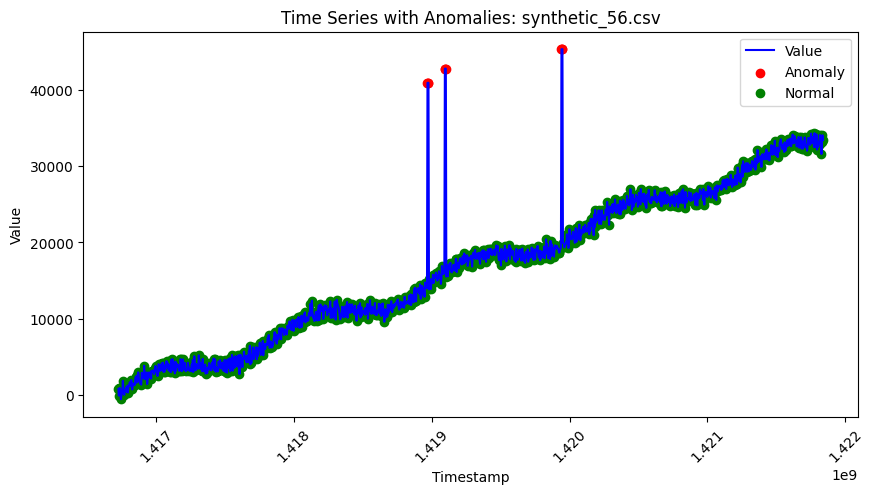 Time Series with Anomalies: synthetic_56.csv
Value
Anomaly
Normal
40000
30000
20000
10000
0
Value
1.417
1.418
1.419
1.420
1.421
1.422
1e9
Timestamp